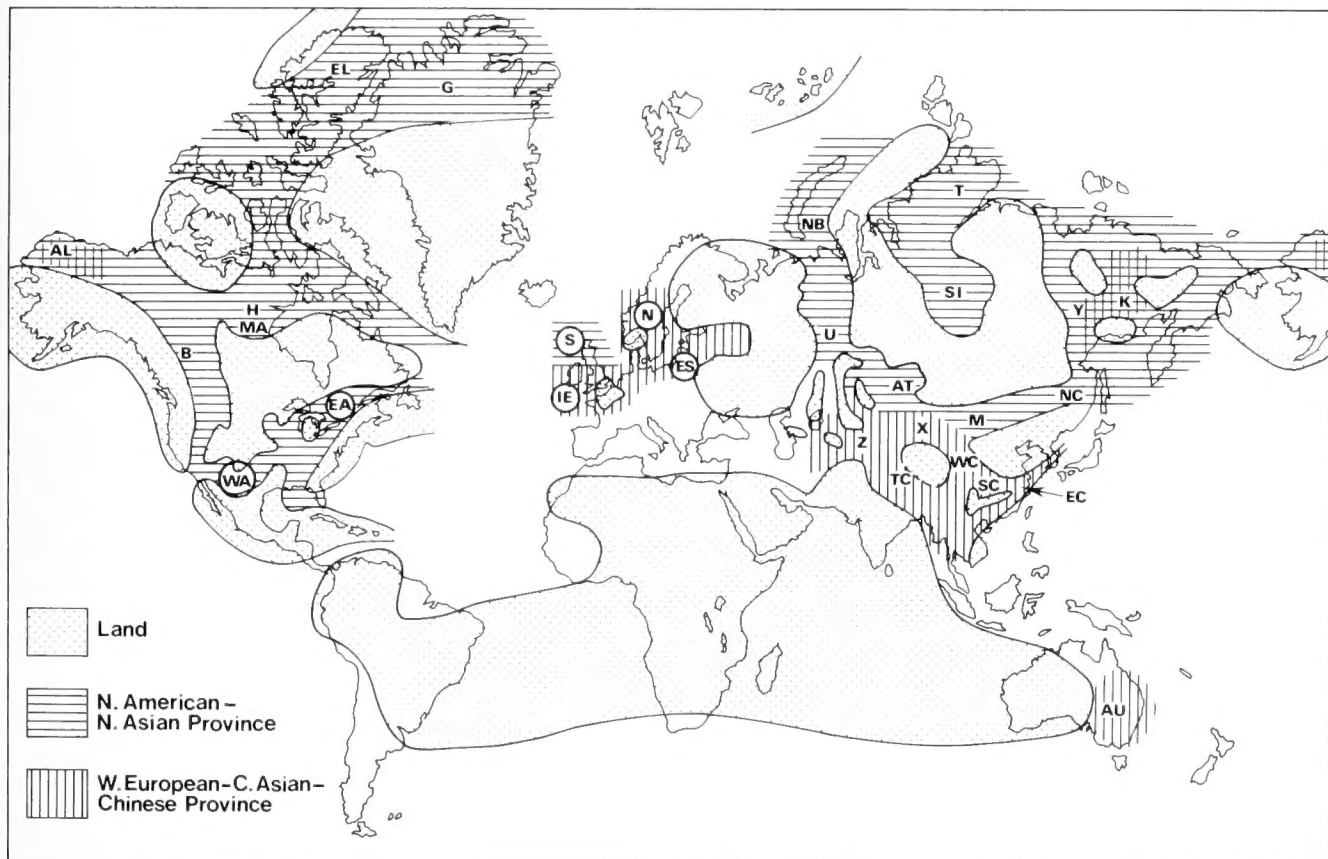 EL
G
T
NB
AL
SI
K
Y
H
MA
N
U
S
B
ES
AT
IE
NC
EA
M
X
Z
WC
WA
TC
SC
EC
Land
N. American –
N. Asian Province
AU
W. European – C. Asian –
Chinese Province